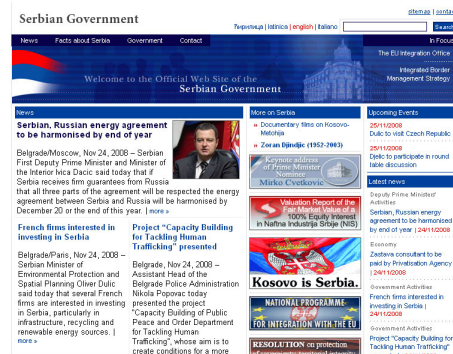 sitemap | contac
Serbian Government
Ћирилица | latinica | english | italiano
Searc
News
Facts about Serbia
Government
Contact
In Focu
The EU Integration Office
Integrated Border
Management Strategy
Welcome to the Official Web Site of the
Serbian Government
News
Serbian, Russian energy agreement
to be harmonised by end of year
Belgrade/Moscow, Nov 24, 2008 – Serbian
First Deputy Prime Minister and Minister of
the Interior Ivica Dacic said today that if
Serbia receives firm guarantees from Russia
that all three parts of the agreement will be respected the energy
agreement between Serbia and Russia will be harmonised by
December 20 or the end of this year. | more »
French firms interested in
investing in Serbia
Belgrade/Paris, Nov 24, 2008 –
Serbian Minister of
Environmental Protection and
Spatial Planning Oliver Dulic
said today that several French
firms are interested in investing
in Serbia, particularly in
infrastructure, recycling and
renewable energy sources. |
more »
Project “Capacity Building
for Tackling Human
Trafficking” presented
Belgrade, Nov 24, 2008 –
Assistant Head of the
Belgrade Police Administration
Nikola Popovac today
presented the project
“Capacity Building of Public
Peace and Order Department
for Tackling Human
Trafficking”, whose aim is to
create conditions for a more
More on Serbia
» Documentary films on Kosovo-
Metohija
» Zoran Djindjic (1952-2003)
Keynote address
of Prime Minister
Nominee
Mirko Cvetkovic
Valuation Report of the
Fair Market Value of a
100% Equity Interest
in Naftna Industrija Srbije (NIS)
Kosovo is Serbia.
NATIONAL PROGRAMME-
FOR INTEGRATION WITH THE EU
RESOLUTION on protection
Upcoming Events
25/11/2008
Dulic to visit Czech Republic
25/11/2008
Djelic to participate in round
table discussion
Latest news
Deputy Prime Ministers'
Activities
Serbian, Russian energy
agreement to be harmonised
by end of year | 24/11/2008
Economy
Zastava consultant to be
paid by Privatisation Agency
| 24/11/2008
Government Activities
French firms interested in
investing in Serbia |
24/11/2008
Government Activities
Project “Capacity Building
for Tackling Human
Trafficking”